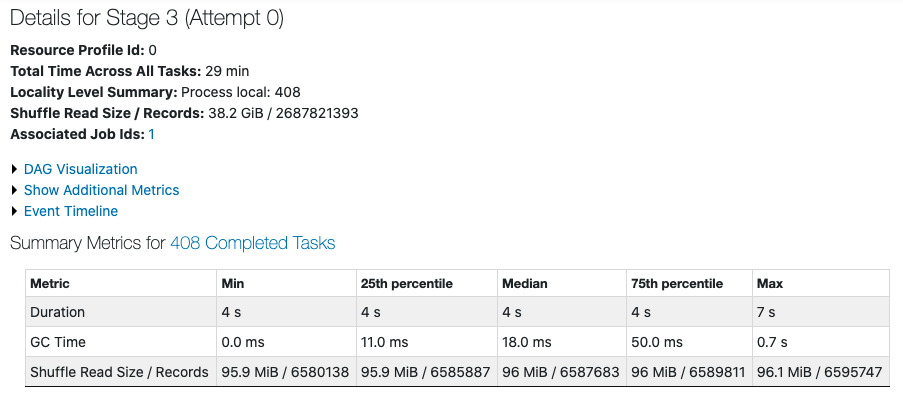 Details for Stage 3 (Attempt 0)
Resource Profile Id: 0
Total Time Across All Tasks: 29 min
Locality Level Summary: Process local: 408
Shuffle Read Size / Records: 38.2 GiB / 2687821393
Associated Job Ids: 1
DAG Visualization
Show Additional Metrics
Event Timeline
Summary Metrics for 408 Completed Tasks
Metric Min 25th percentile Median 75th percentile Max
Duration 4 s 4 s 4 s 4 s 7 s
GC Time 0.0 ms 11.0 ms 18.0 ms 50.0 ms 0.7 s
Shuffle Read Size / Records 95.9 MiB / 6580138 95.9 MiB / 6585887 96 MiB / 6587683 96 MiB / 6589811 96.1 MiB / 6595747